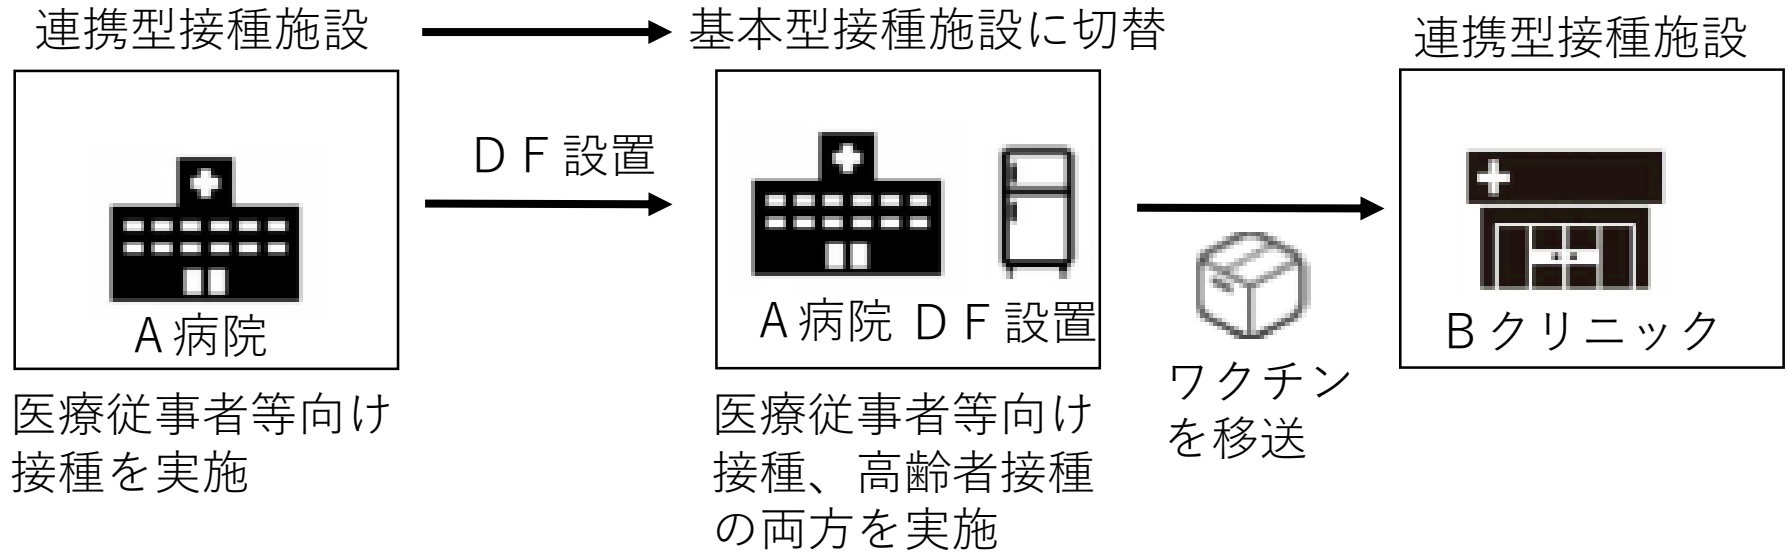 連携型接種施設
基本型接種施設に切替
連携型接種施設
ＤＦ設置
Ａ病院
Ａ病院
ＤＦ設置
Ｂクリニック
ワクチン
を移送
医療従事者等向け
接種を実施
医療従事者等向け
接種、高齢者接種
の両方を実施